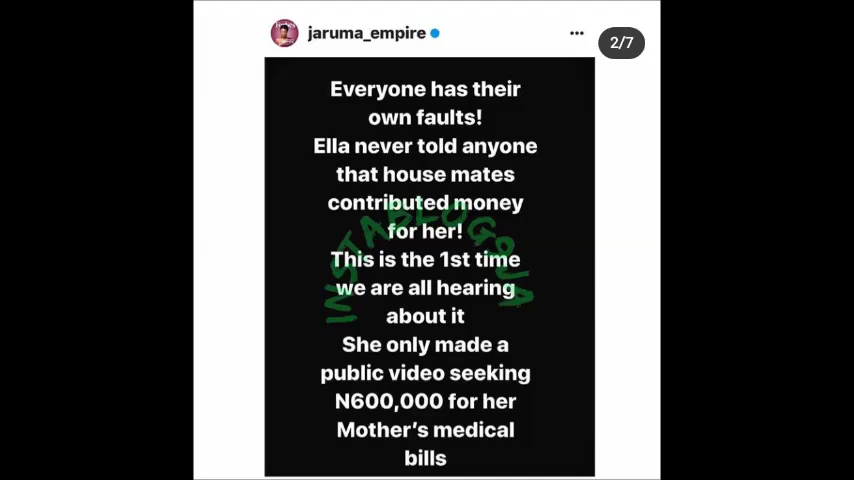 jaruma_empire
2/7
Everyone has their
own faults!
Ella never told anyone
that house mates
contributed money
for her!
This is the 1st time
we are all hearing
about it
She only made a
public video seeking
N600,000 for her
Mother's medical
bills
INSTABLOG9JA